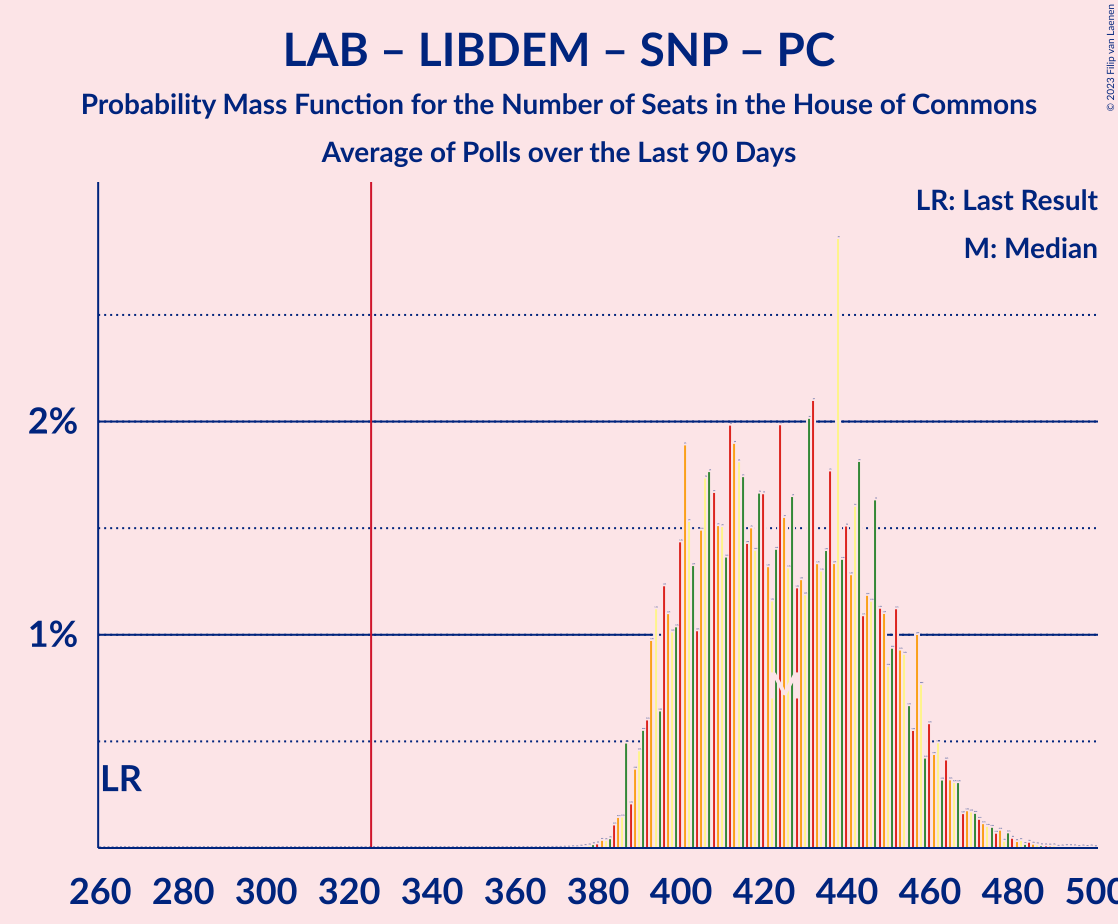 LAB – LIBDEM – SNP – PC
Probability Mass Function for the Number of Seats in the House of Commons
Average of Polls over the Last 90 Days
© 2023 Filip van Laenen
LR: Last Result
M: Median
2%
1%
M
LR
260 280 300 320 340 360 380 400 420 440 460 480 500